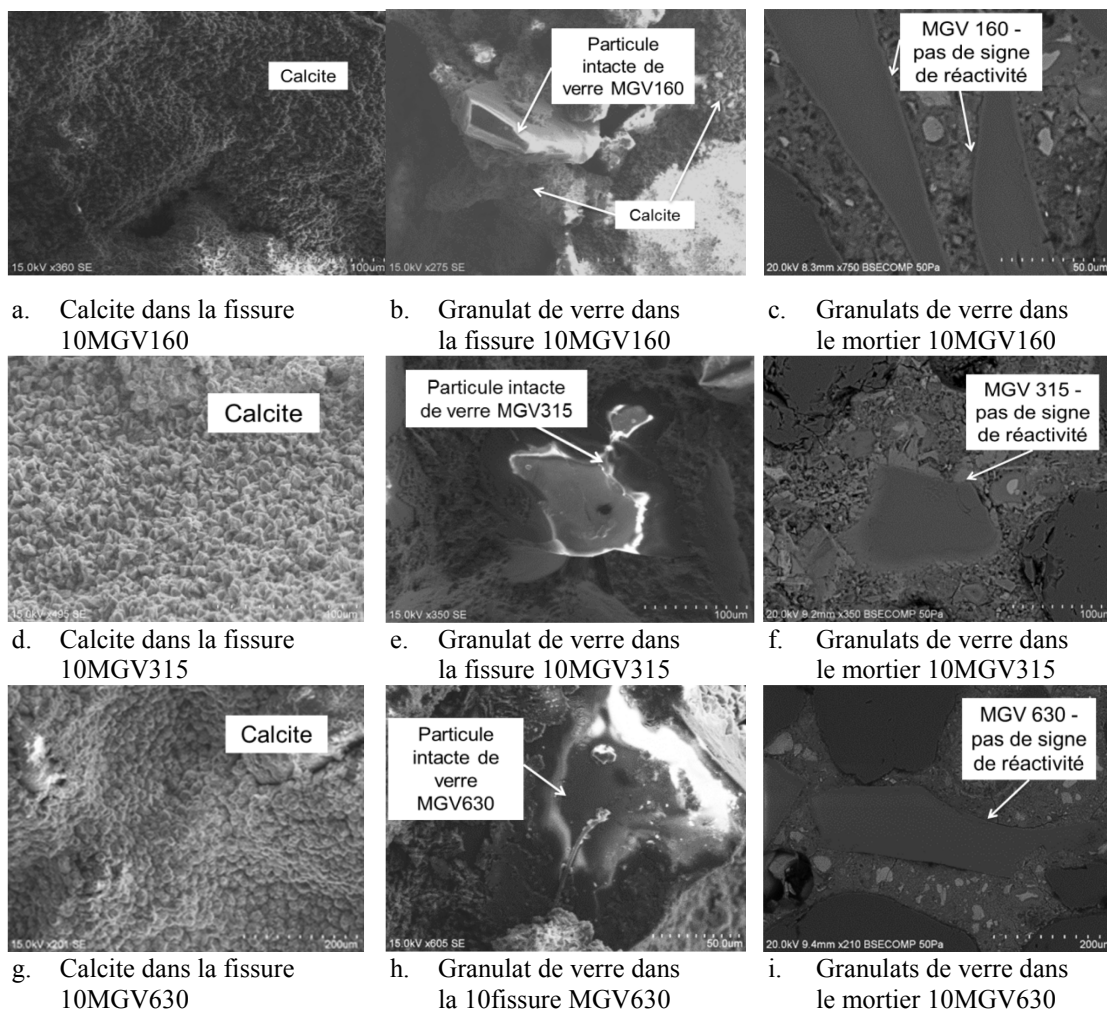 Calcite
15.0kV x360 SE
100um
Particule
intacte de
verre MGV160
Calcite
15.0kV x275 SE
MGV 160 -
pas de signe
de réactivité
20.0kV 8.3mm x750 BSECOMP 50Pa
50.0um
a. Calcite dans la fissure
10MGV160
b. Granulat de verre dans
la fissure 10MGV160
c. Granulats de verre dans
le mortier 10MGV160
Calcite
15.0kV x495 SE
100um
Particule intacte
de verre MGV315
15.0kV x350 SE
100um
MGV 315 -
pas de signe
de réactivité
20.0kV 9.2mm x350 BSECOMP 50Pa
100um
d. Calcite dans la fissure
10MGV315
e. Granulat de verre dans
la fissure 10MGV315
f. Granulats de verre dans
le mortier 10MGV315
Calcite
15.0kV x201 SE
200um
Particule
intacte de
verre
MGV630
15.0kV x605 SE
50.0um
MGV 630 -
pas de signe
de réactivité
20.0kV 9.4mm x210 BSECOMP 50Pa
200um
g. Calcite dans la fissure
10MGV630
h. Granulat de verre dans
la 10fissure MGV630
i. Granulats de verre dans
le mortier 10MGV630